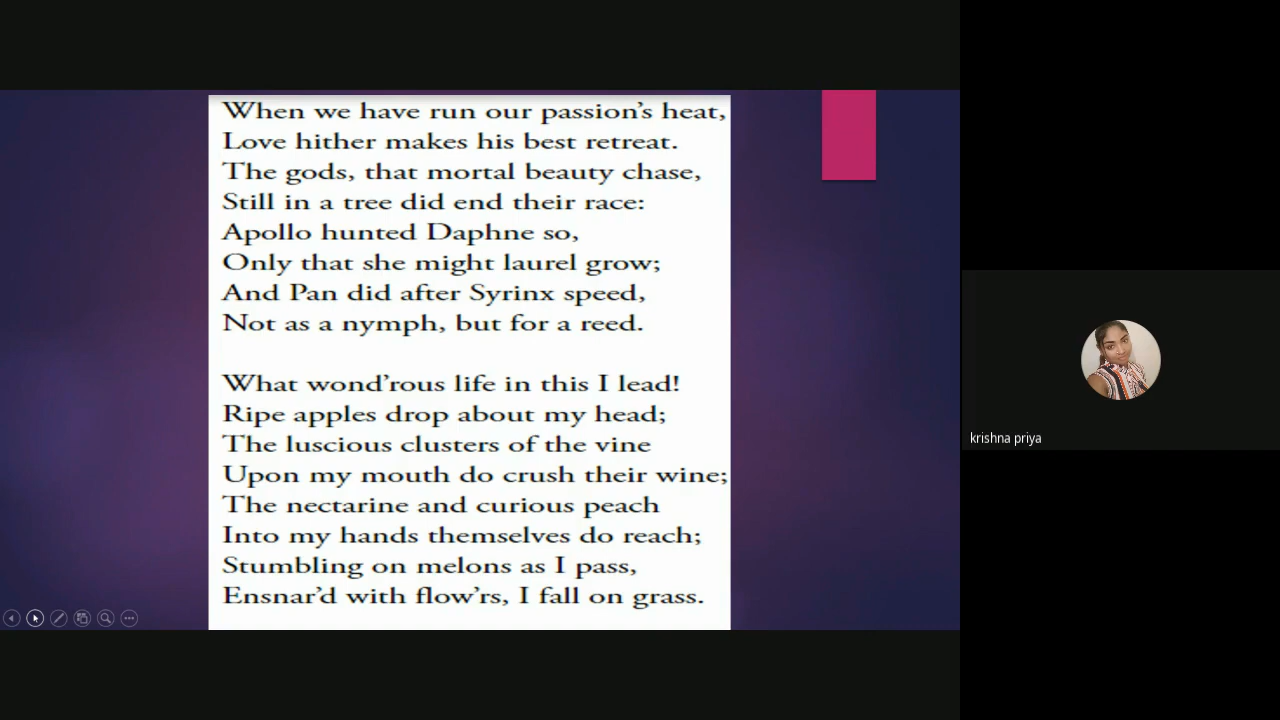 When we have run our passion's heat,
Love hither makes his best retreat.
The gods, that mortal beauty chase,
Still in a tree did end their race:
Apollo hunted Daphne so,
Only that she might laurel grow;
And Pan did after Syrinx speed,
Not as a nymph, but for a reed.
What wond'rous life in this I lead!
Ripe apples drop about my head;
The luscious clusters of the vine
Upon my mouth do crush their wine;
The nectarine and curious peach
Into my hands themselves do reach;
Stumbling on melons as I pass,
Ensnar'd with flow'rs, I fall on grass.
krishna priya